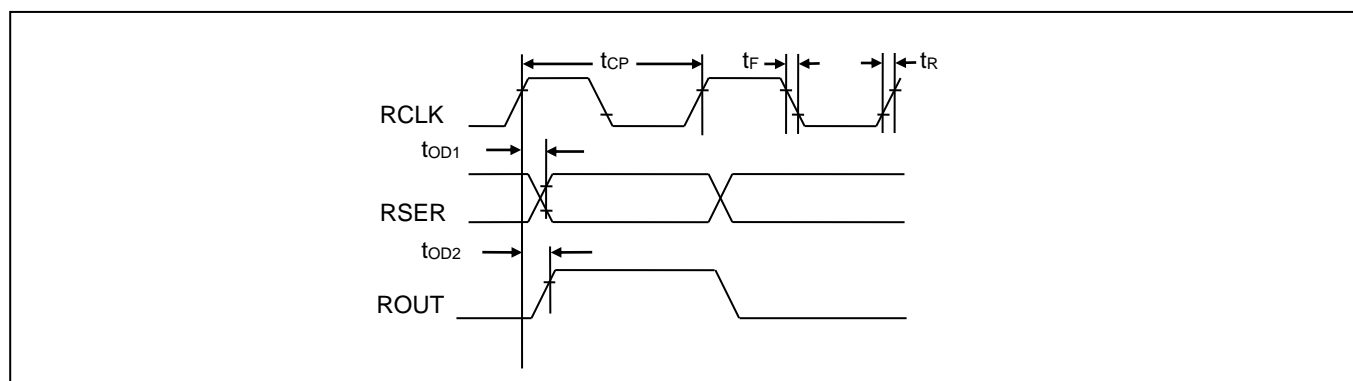 tCP
tF
tR
RCLK
tOD1
RSER
tOD2
ROUT